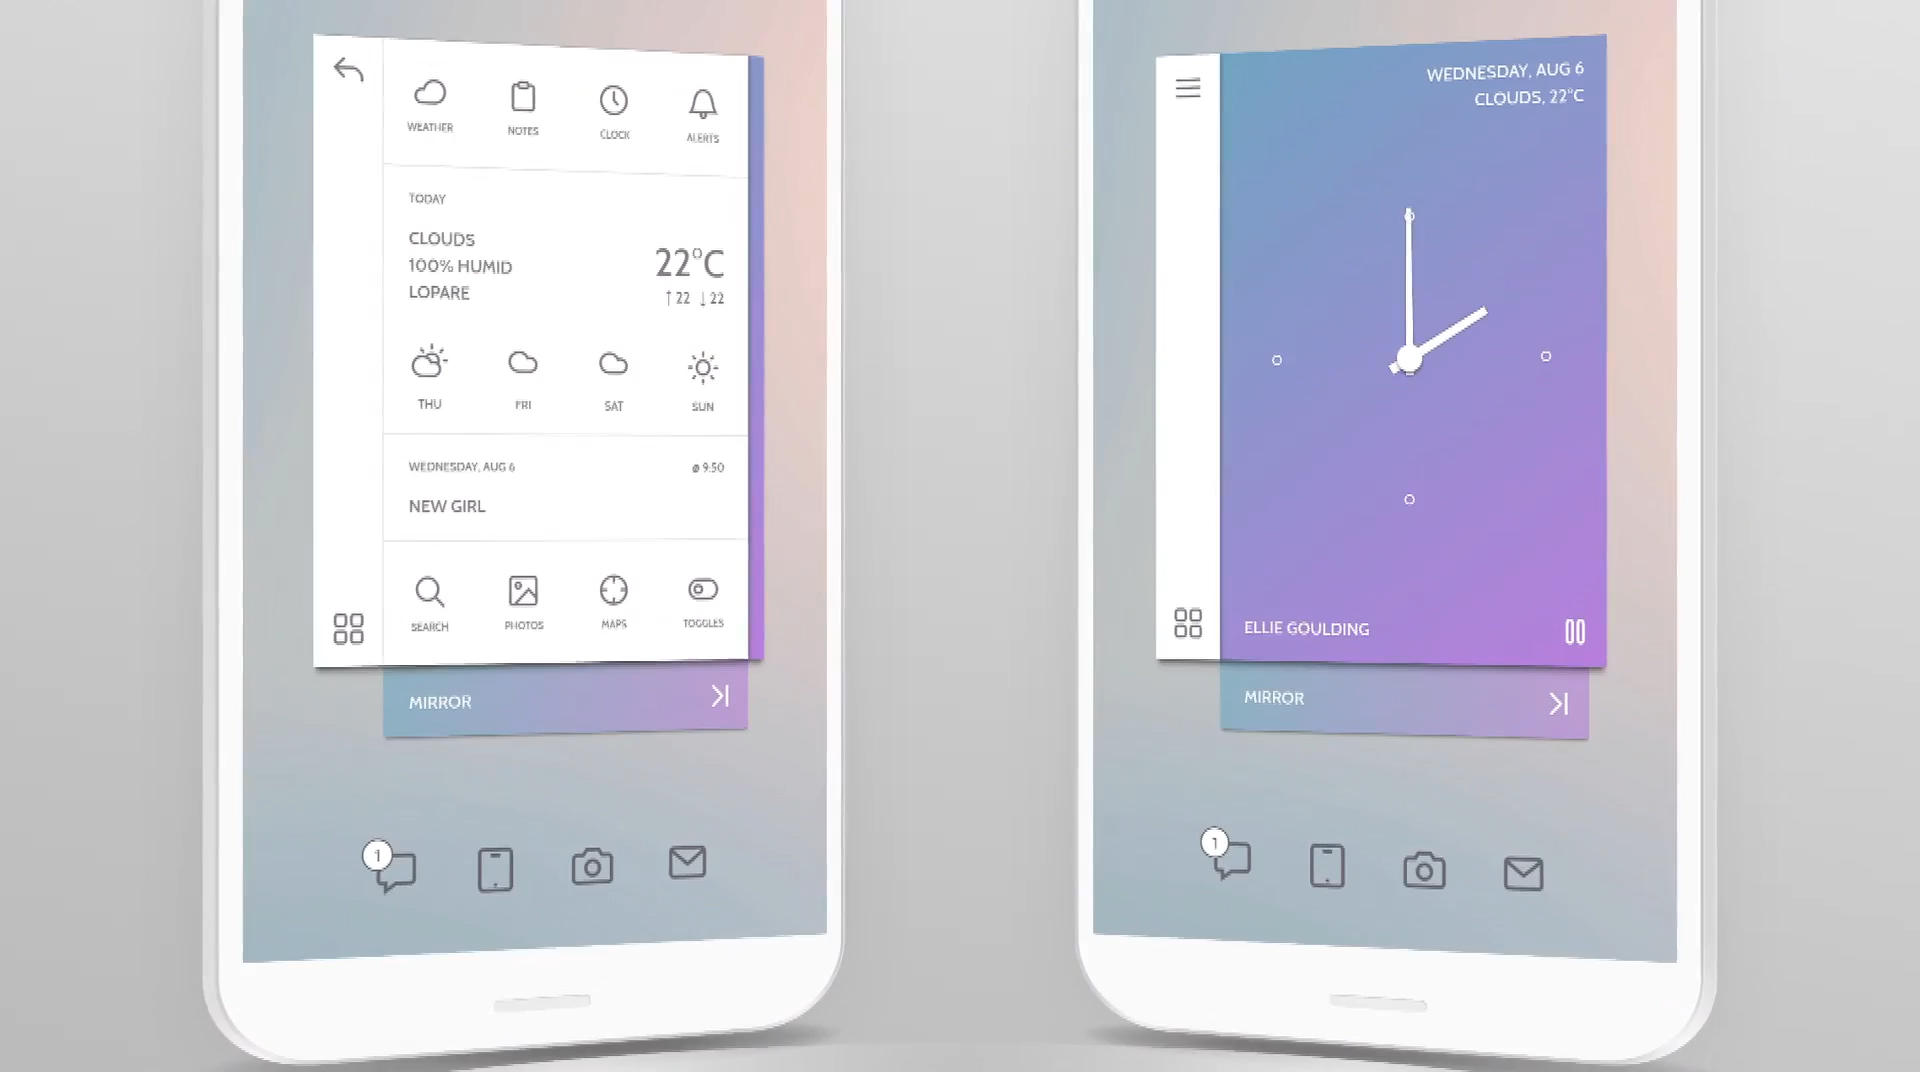 WEATHER
NOTES
CLOCK
ALERTS
TODAY
CLOUDS
100% HUMID
LOPARE
22°C
↑22 ↓22
THU
FRI
SAT
SUN
WEDNESDAY, AUG 6
9:50
NEW GIRL
SEARCH
PHOTOS
MAPS
TOGGLES
MIRROR
1
WEDNESDAY, AUG 6
CLOUDS, 22°C
ELLIE GOULDING
MIRROR
1